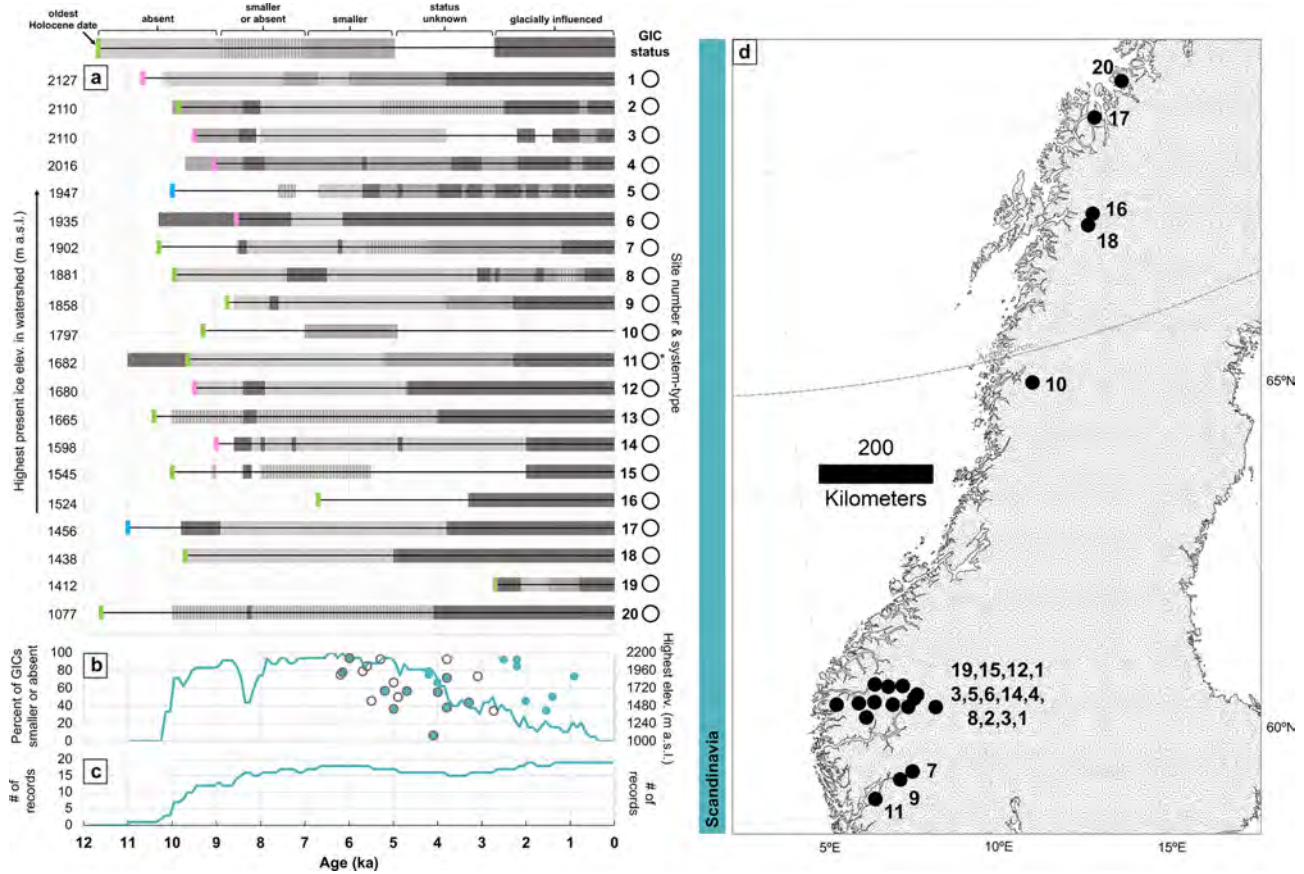 oldest
Holocene date
absent
smaller
or absent
smaller
status
unknown
glacially influenced
GIC
status
a
2127 1
2110 2
2110 3
2016 4
1947 5
1935 6
1902 7
1881 8
1858 9
1797 10
1682 11 *
1680 12
1665 13
1598 14
1545 15
1524 16
1456 17
1438 18
1412 19
1077 20
Highest present ice elev. in watershed (m a.s.l.)
Site number & system-type
b
Percent of GICs
smaller or absent
100
80
60
40
20
0
2200
1960
1720
1480
1240
1000
Highest elev. (m a.s.l.)
c
# of
records
20
15
10
5
0
# of
records
12 11 10 9 8 7 6 5 4 3 2 1 0
Age (ka)
Scandinavia
d
20
17
16
18
10
65ºN
200
Kilometers
19,15,12,1
3,5,6,14,4,
8,2,3,1
60ºN
7
9
11
5ºE 10ºE 15ºE